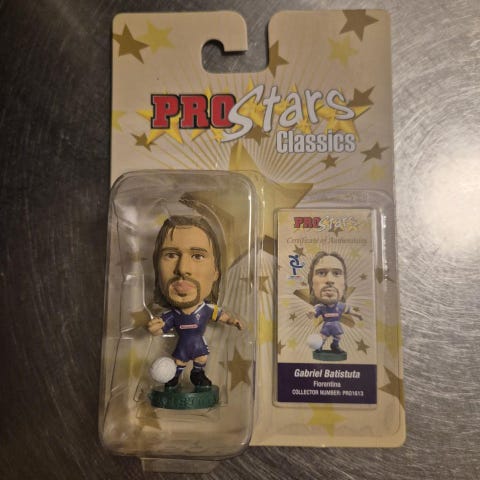 PROStars
Classics
PROStars
Certificate of Authenticity
Gabriel Batistuta
Fiorentina
COLLECTOR NUMBER: PRO1613